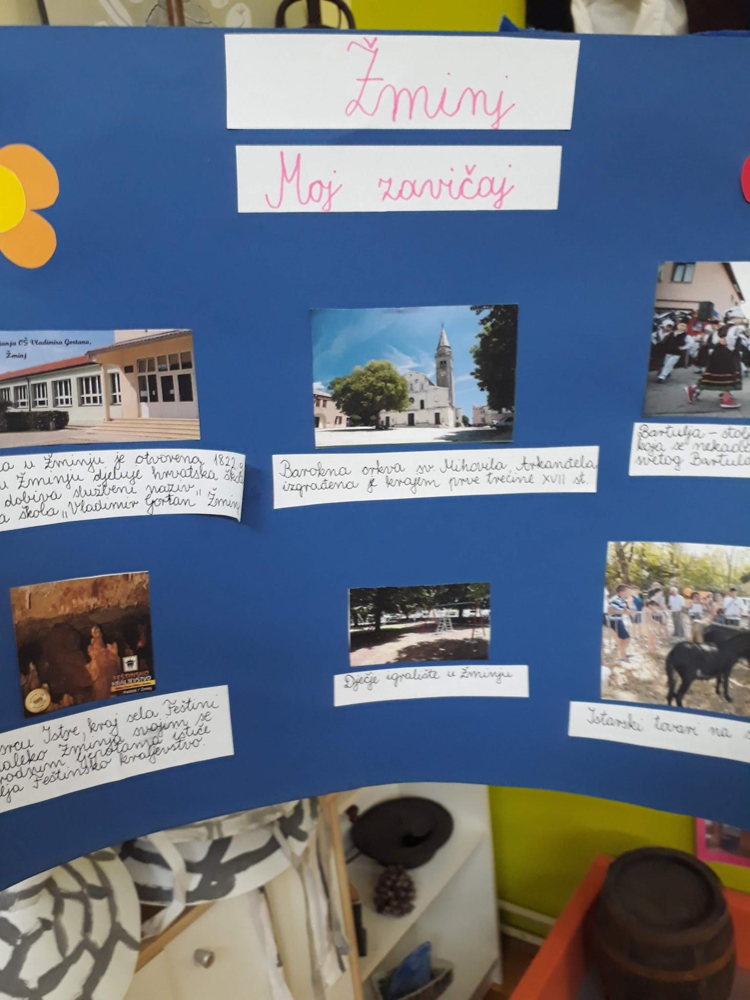 Žminj
Moj zavičaj
janja OŠ Vladimira Gortana,
Žminj
a u Žminju je otvorena 1822.
u Žminju djeluje hrvatska
dobiva službeni naziv
a škola „Vladimir Gortan" Žminj
Barokna crkva sv. Mihovila Arkanđela
izgrađena je krajem prve trećine XVII st.
Bartulja - sto
koja se nekad
svetog Bartula
FEŠTINSKO
KRALJEVSTVO
Feštini / Žminj
srcu Istre, kraj sela Feštini
daleko Žminja svojim se
rodnim ljepotama ističe
lja Feštinsko kraljevstvo.
Dječje igralište u Žminju
Istarski tovari na s